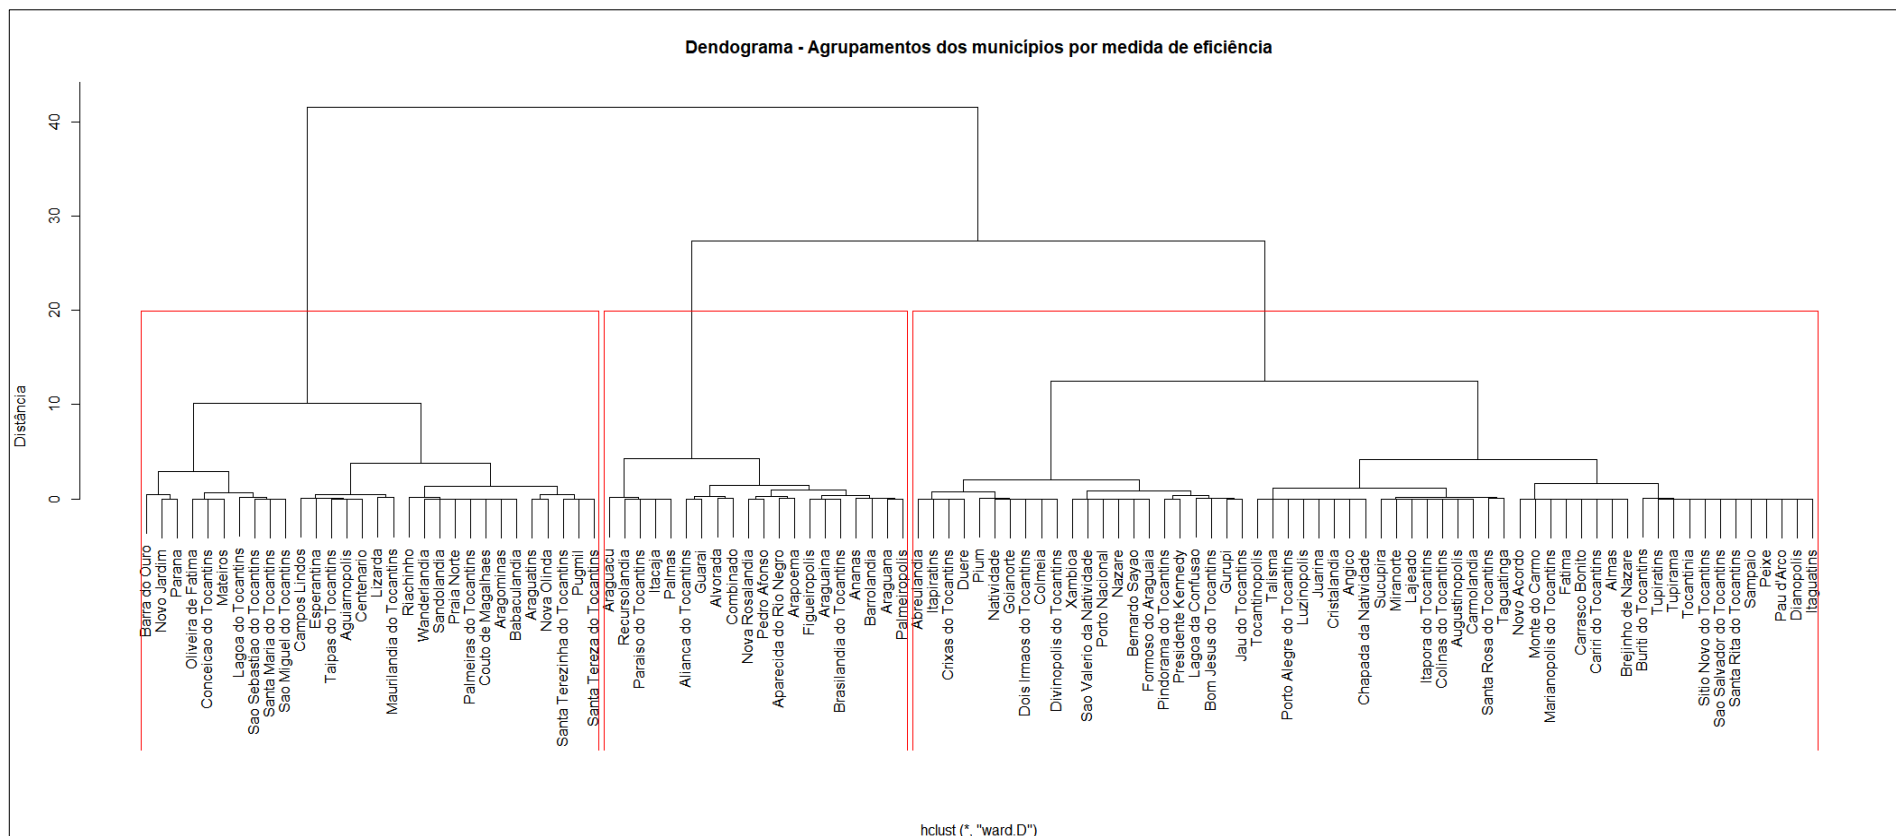 Dendograma - Agrupamentos dos municípios por medida de eficiência
Distância
40
30
20
10
0
Barra do Ouro
Novo Jardim
Parana
Oliveira de Fatima
Conceicao do Tocantins
Mateiros
Lagoa do Tocantins
Sao Sebastiao do Tocantins
Santa Maria do Tocantins
Sao Miguel do Tocantins
Campos Lindos
Esperantina
Taipas do Tocantins
Aguiarnopolis
Centenario
Lizarda
Maurilandia do Tocantins
Riachinho
Wanderlandia
Sandolandia
Praia Norte
Palmeiras do Tocantins
Couto de Magalhaes
Aragominas
Babaculandia
Araguatins
Nova Olinda
Santa Terezinha do Tocantins
Pugmil
Santa Tereza do Tocantins
Araguacu
Recursolandia
Paraiso do Tocantins
Itacaja
Palmas
Alianca do Tocantins
Guarai
Alvorada
Combinado
Nova Rosalandia
Pedro Afonso
Aparecida do Rio Negro
Arapoema
Figueiropolis
Araguaina
Brasilandia do Tocantins
Ananas
Barrolandia
Araguana
Palmeiropolis
Abreulandia
Itapiratins
Crixas do Tocantins
Duere
Pium
Natividade
Goianorte
Dois Irmaos do Tocantins
Colmeia
Divinopolis do Tocantins
Xambioa
Sao Valerio da Natividade
Porto Nacional
Nazare
Bernardo Sayao
Formoso do Araguaia
Pindorama do Tocantins
Presidente Kennedy
Lagoa da Confusao
Bom Jesus do Tocantins
Gurupi
Jau do Tocantins
Tocantinopolis
Talisma
Porto Alegre do Tocantins
Luzinopolis
Juarina
Cristalandia
Angico
Chapada da Natividade
Sucupira
Miranorte
Lajeado
Itapora do Tocantins
Colinas do Tocantins
Augustinopolis
Carmolandia
Santa Rosa do Tocantins
Taguatinga
Novo Acordo
Monte do Carmo
Marianopolis do Tocantins
Fatima
Carrasco Bonito
Cariri do Tocantins
Almas
Brejinho de Nazare
Buriti do Tocantins
Tupiratins
Tupirama
Tocantinia
Sitio Novo do Tocantins
Sao Salvador do Tocantins
Santa Rita do Tocantins
Sampaio
Peixe
Pau d'Arco
Dianopolis
Itaguatins
hclust (*, "ward.D")